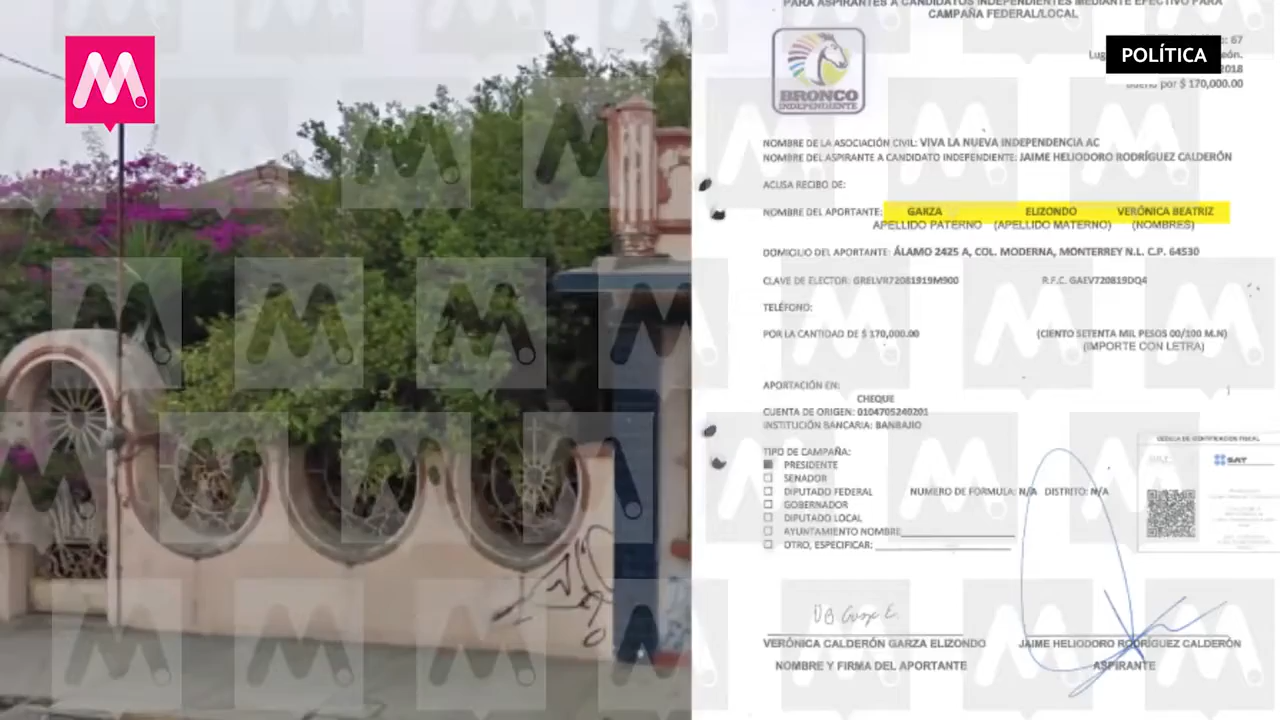 M
POLÍTICA
PARA ASPIRANTES A CANDIDATOS INDEPENDIENTES MEDIANTE EFECTIVO PARA
CAMPAÑA FEDERAL/LOCAL
BRONCO
INDEPENDIENTE
67
2018
Bueno por $ 170,000.00
NOMBRE DE LA ASOCIACIÓN CIVIL: VIVA LA NUEVA INDEPENDENCIA AC
NOMBRE DEL ASPIRANTE A CANDIDATO INDEPENDIENTE: JAIME HELIODORO RODRÍGUEZ CALDERÓN
ACUSA RECIBO DE:
NOMBRE DEL APORTANTE: GARZA ELIZONDO VERÓNICA BEATRIZ
APELLIDO PATERNO (APELLIDO MATERNO) (NOMBRES)
DOMICILIO DEL APORTANTE: ÁLAMO 2425 A, COL. MODERNA, MONTERREY N.L. C.P. 64530
CLAVE DE ELECTOR: GRELVR72081919M900 R.F.C. GAEV720819DQ4
TELÉFONO:
POR LA CANTIDAD DE $ 170,000.00 (CIENTO SETENTA MIL PESOS 00/100 M.N)
(IMPORTE CON LETRA)
APORTACIÓN EN:
CHEQUE
CUENTA DE ORIGEN: 0104705240201
INSTITUCIÓN BANCARIA: BANBAJIO
TIPO DE CAMPAÑA:
PRESIDENTE
SENADOR
DIPUTADO FEDERAL NUMERO DE FORMULA: N/A DISTRITO: N/A
GOBERNADOR
DIPUTADO LOCAL
AYUNTAMIENTO NOMBRE
OTRO, ESPECIFICAR:
CEDULA DE IDENTIFICACION FISCAL
SAT
VERÓNICA CALDERÓN GARZA ELIZONDO JAIME HELIODORO RODRÍGUEZ CALDERÓN
NOMBRE Y FIRMA DEL APORTANTE ASPIRANTE